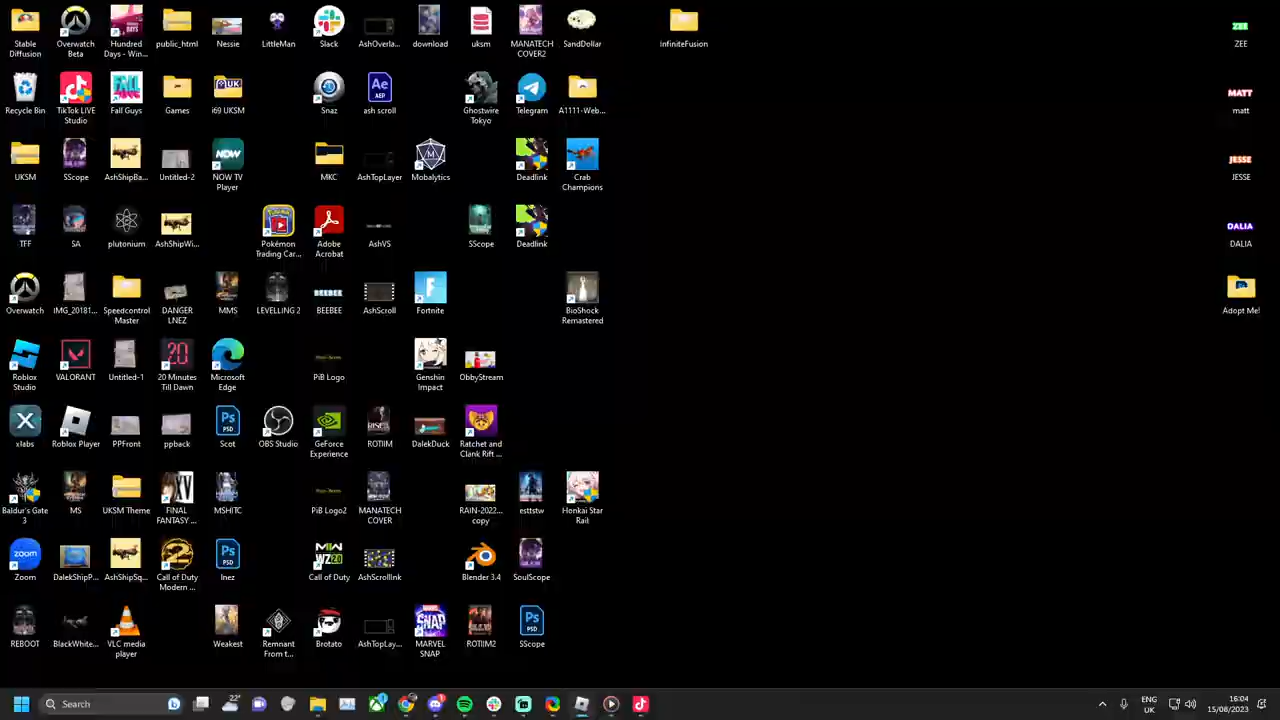 Stable Diffusion
Overwatch Beta
Hundred Days - Win...
public_html
Nessie
LittleMan
Slack
AshOverla...
download
uksm
MANATECH COVER2
SandDollar
InfiniteFusion
ZEE
ZEE
Recycle Bin
TikTok LIVE Studio
Fall Guys
Games
i69 UKSM
Snaz
ash scroll
Ghostwire Tokyo
Telegram
A1111-Web...
MATT
matt
UKSM
SScope
AshShipBa...
Untitled-2
NOW TV Player
MKC
AshTopLayer
Mobalytics
Deadlink
Crab Champions
JESSE
JESSE
TFF
SA
plutonium
AshShipWi...
Pokémon Trading Car...
Adobe Acrobat
AshVS
SScope
Deadlink
DALIA
DALIA
Overwatch
IMG_20181...
Speedcontrol Master
DANGER LNEZ
MMS
LEVELLING 2
BEEBEE
BEEBEE
AshScroll
Fortnite
BioShock Remastered
Adopt Me!
Roblox Studio
VALORANT
Untitled-1
20 Minutes Till Dawn
Microsoft Edge
PiB Logo
Genshin Impact
ObbyStream
xlabs
Roblox Player
PPFront
ppback
Scot
OBS Studio
GeForce Experience
ROTIIM
DalekDuck
Ratchet and Clank Rift ...
Baldur's Gate 3
MS
UKSM Theme
FINAL FANTASY ...
MSHITC
PiB Logo2
MANATECH COVER
RAIN-2022... copy
esttstw
Honkai Star Rail
Zoom
DalekShipP...
AshShipSq...
Call of Duty Modern ...
Inez
Call of Duty
AshScrollInk
Blender 3.4
SoulScope
REBOOT
BlackWhite...
VLC media player
Weakest
Remnant From t...
Brotato
AshTopLay...
MARVEL SNAP
ROTIIM2
SScope
Search
22°
ENG
UK
16:04
15/08/2023